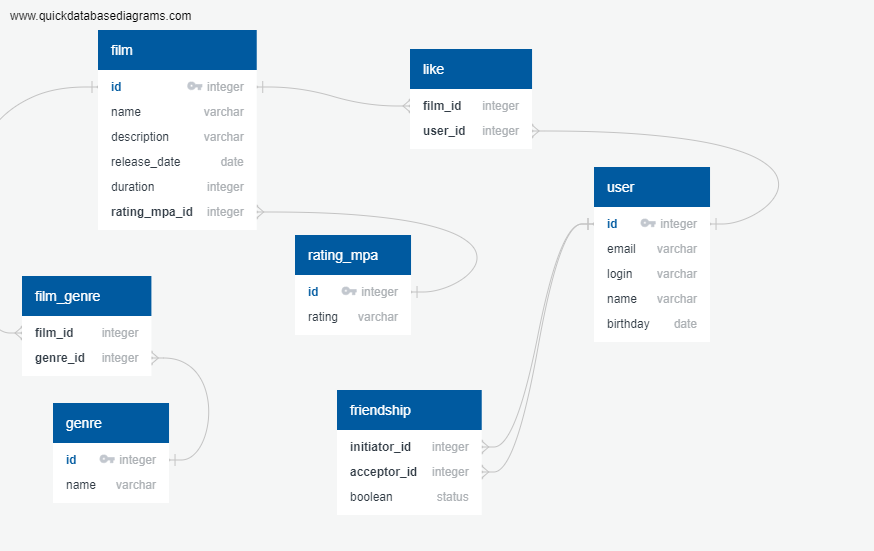 www.quickdatabasediagrams.com
film
id integer
name varchar
description varchar
release_date date
duration integer
rating_mpa_id integer
like
film_id integer
user_id integer
user
id integer
email varchar
login varchar
name varchar
birthday date
rating_mpa
id integer
rating varchar
film_genre
film_id integer
genre_id integer
genre
id integer
name varchar
friendship
initiator_id integer
acceptor_id integer
boolean status